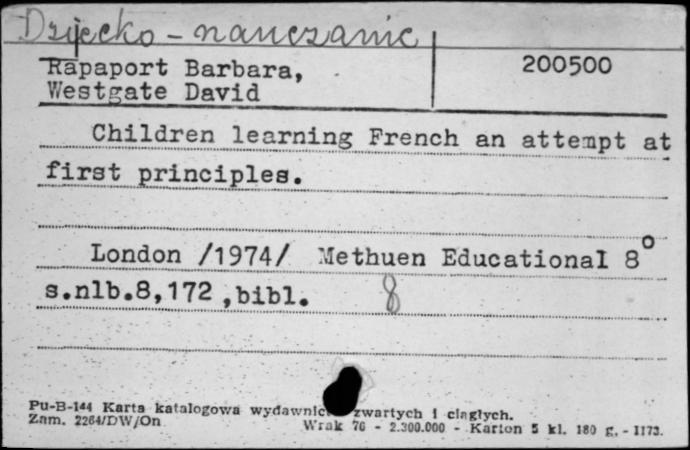 Dziecko - nauczanie
Rapaport Barbara, 200500
Westgate David
Children learning French an attempt at
first principles.
London /1974/ Methuen Educational 8°
s.nlb.8,172,bibl. 8
Pu-B-144 Karta katalogowa wydawnic zwartych i ciągłych.
Zam. 2264/DW/On Wrak 76 - 2.300.000 - Karton 5 kl. 180 g. - 1173.